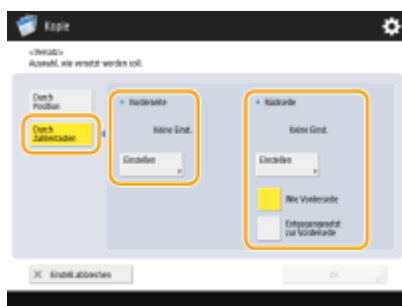 Kopie
<Versatz>
Auswahl, wie versetzt werden soll.
Durch
Position
Durch
Zahlentasten
Vorderseite
Keine Einst.
Einstellen
Rückseite
Keine Einst.
Einstellen
Wie Vorderseite
Entgegengesetzt
zur Vorderseite
Einstell. abbrechen
OK